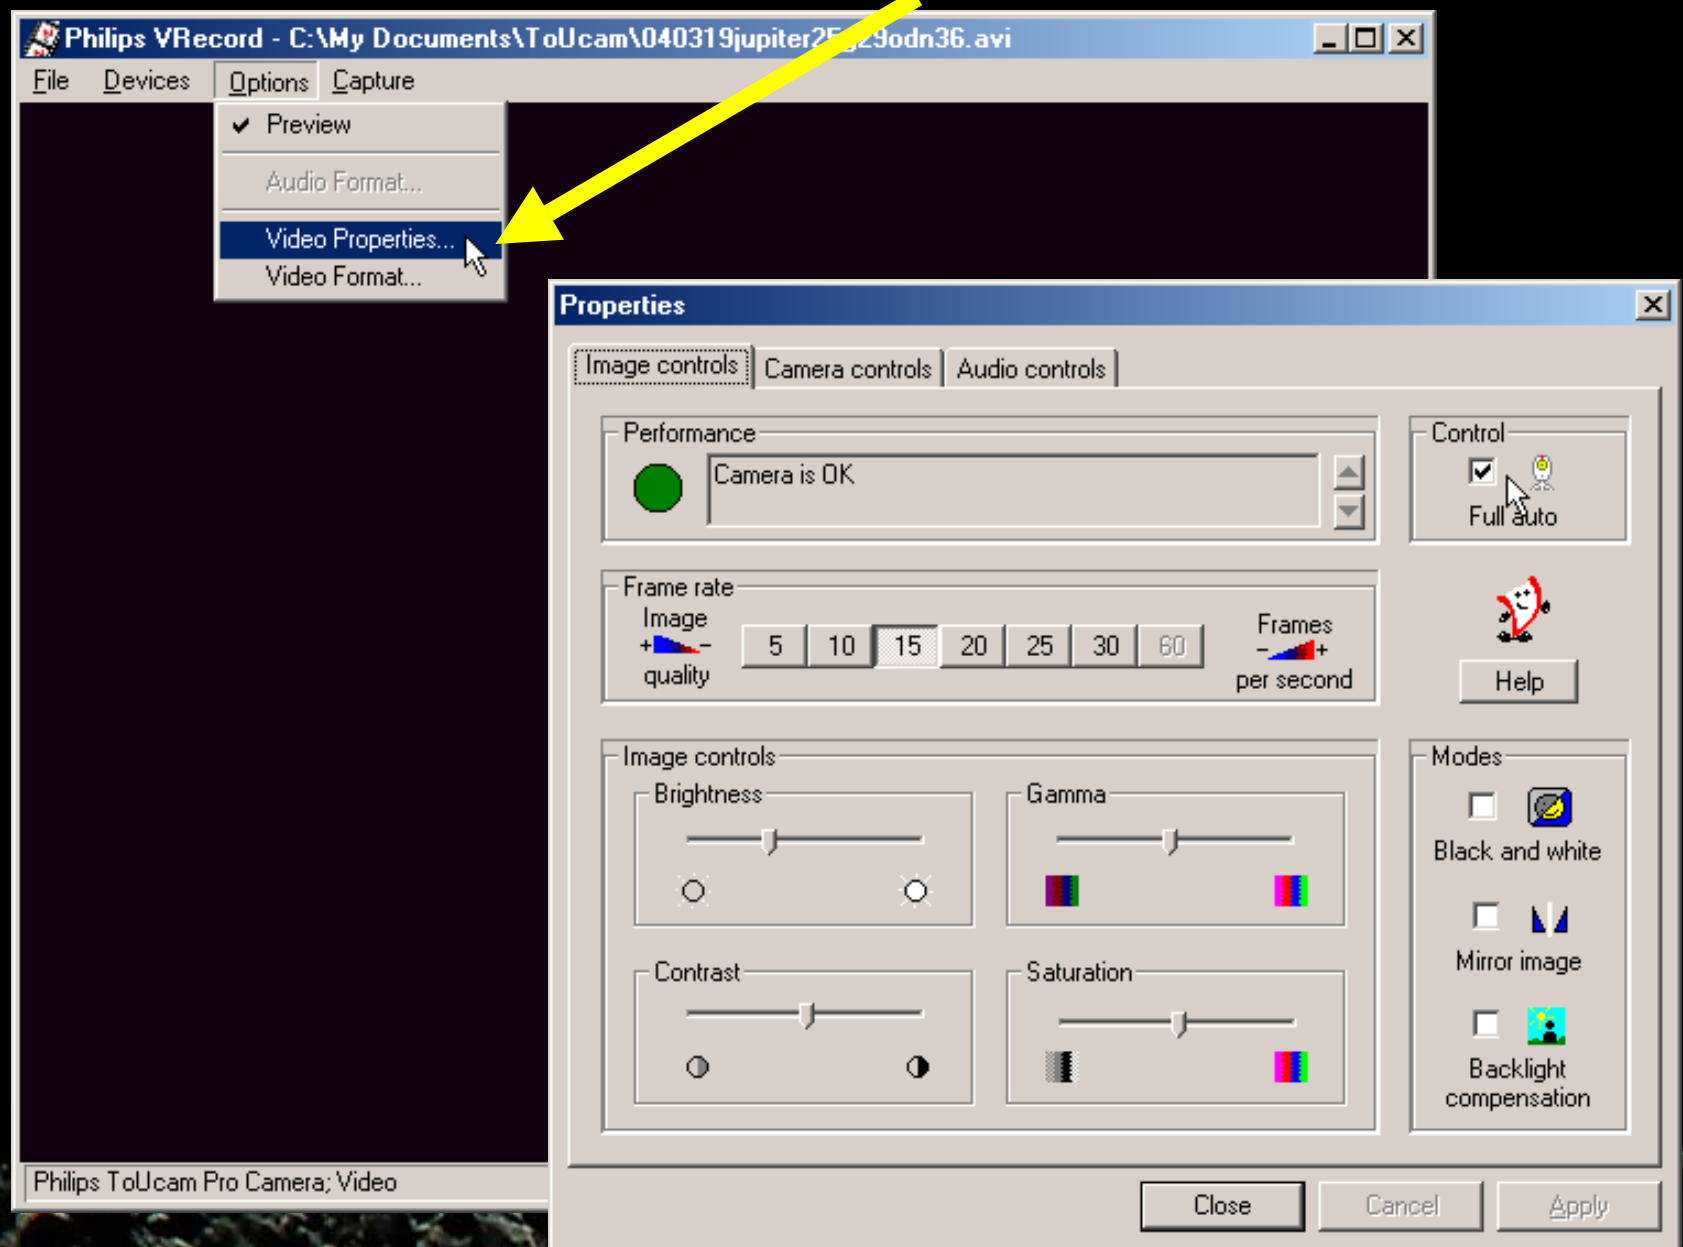 Philips VRecord - C:\My Documents\ToUcam\040319jupiter
File Devices Options Capture
Preview
Audio Format...
Video Properties...
Video Format...
Properties
Image controls Camera controls Audio controls
Performance
Camera is OK
Control
Full auto
Frame rate
Image
+ -
quality
5 10 15 20 25 30 60
Frames
- +
per second
Help
Image controls
Brightness
Gamma
Contrast
Saturation
Modes
Black and white
Mirror image
Backlight
compensation
Philips ToUcam Pro Camera; Video
Close Cancel Apply